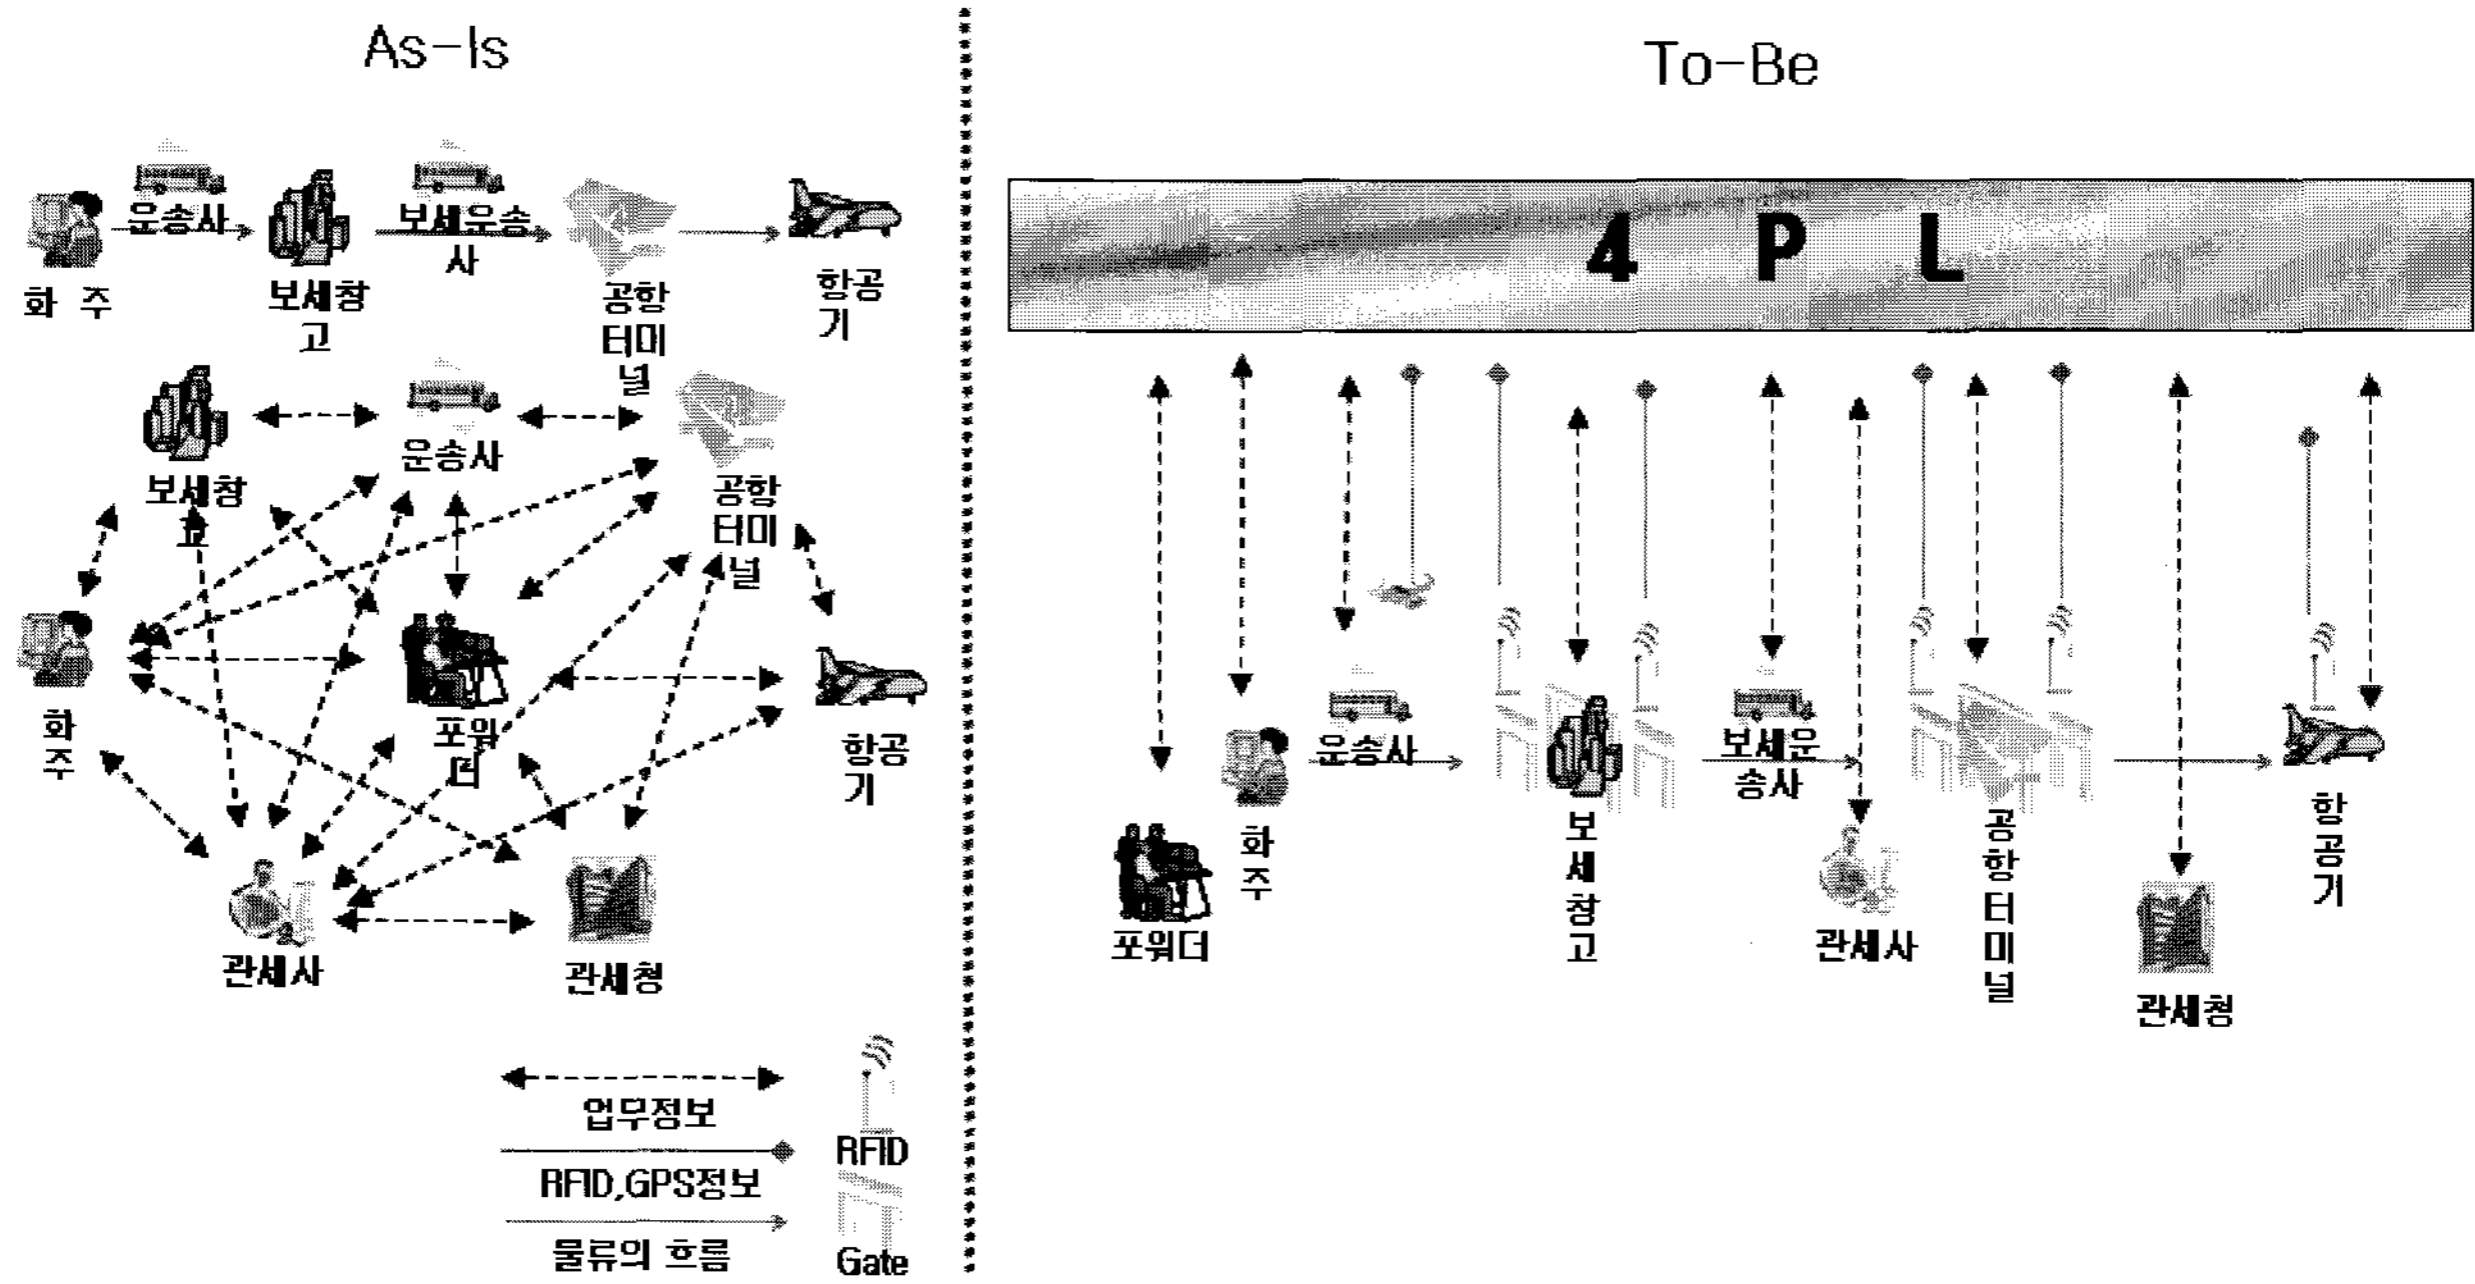 As-Is
운송사
보세운송
사
화 주
보세창
고
공항
터미
널
항공
기
보세창
고
운송사
공항
터미
널
화
주
포워
더
항공
기
관세사
관세청
업무정보
RFID
RFID,GPS정보
물류의 흐름
Gate
To-Be
4 P L
운송사
보세운
송사
화
주
보
세
창
고
공
항
터
미
널
항
공
기
포워더
관세사
관세청